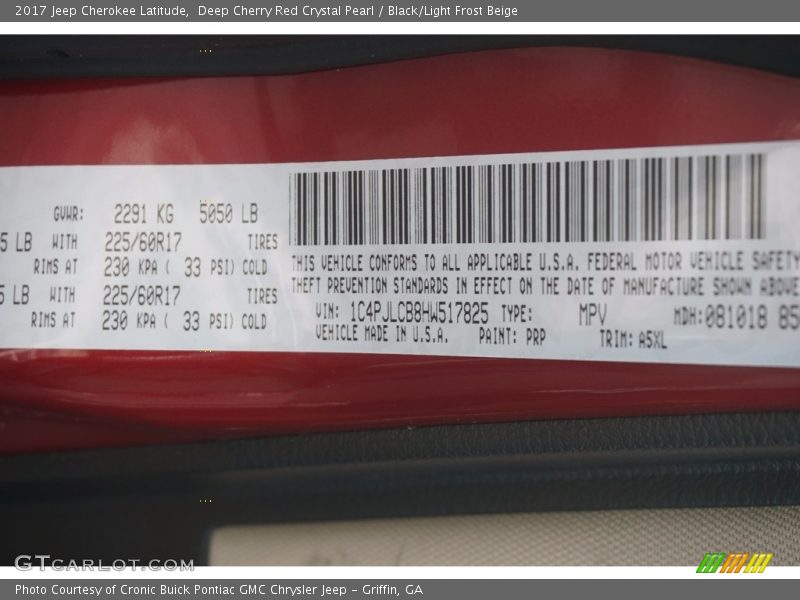 2017 Jeep Cherokee Latitude,  Deep Cherry Red Crystal Pearl / Black/Light Frost Beige
GVWR: 2291 KG 5050 LB
5 LB WITH 225/60R17 TIRES
RIMS AT 230 KPA ( 33 PSI) COLD
5 LB WITH 225/60R17 TIRES
RIMS AT 230 KPA ( 33 PSI) COLD
THIS VEHICLE CONFORMS TO ALL APPLICABLE U.S.A. FEDERAL MOTOR VEHICLE SAFETY
THEFT PREVENTION STANDARDS IN EFFECT ON THE DATE OF MANUFACTURE SHOWN ABOVE
VIN: 1C4PJLCB8HW517825 TYPE: MPV MDH:081018 85
VEHICLE MADE IN U.S.A. PAINT: PRP TRIM: A5XL
GTCARLOT.COM
Photo Courtesy of Cronic Buick Pontiac GMC Chrysler Jeep - Griffin, GA